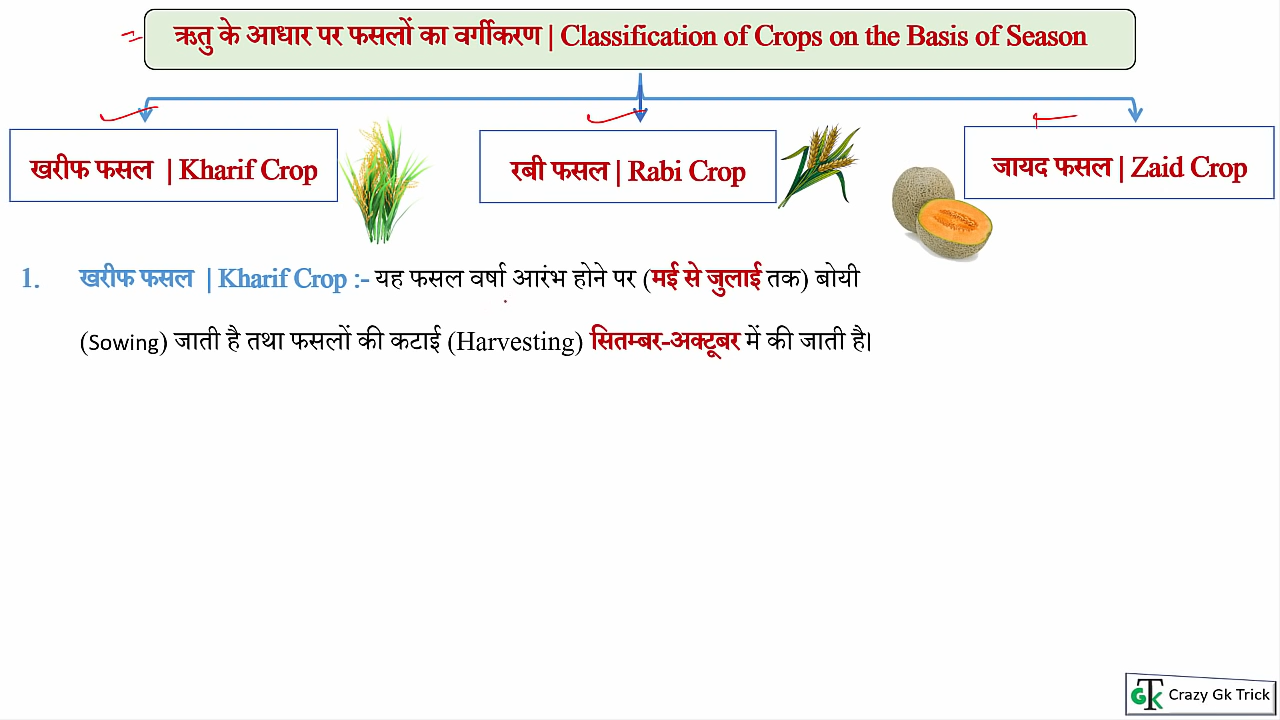 ऋतु के आधार पर फसलों का वर्गीकरण | Classification of Crops on the Basis of Season
खरीफ फसल | Kharif Crop
रबी फसल | Rabi Crop
जायद फसल | Zaid Crop
1. खरीफ फसल | Kharif Crop :- यह फसल वर्षा आरंभ होने पर (मई से जुलाई तक) बोयी
(Sowing) जाती है तथा फसलों की कटाई (Harvesting) सितम्बर-अक्टूबर में की जाती है।
GTK Crazy Gk Trick